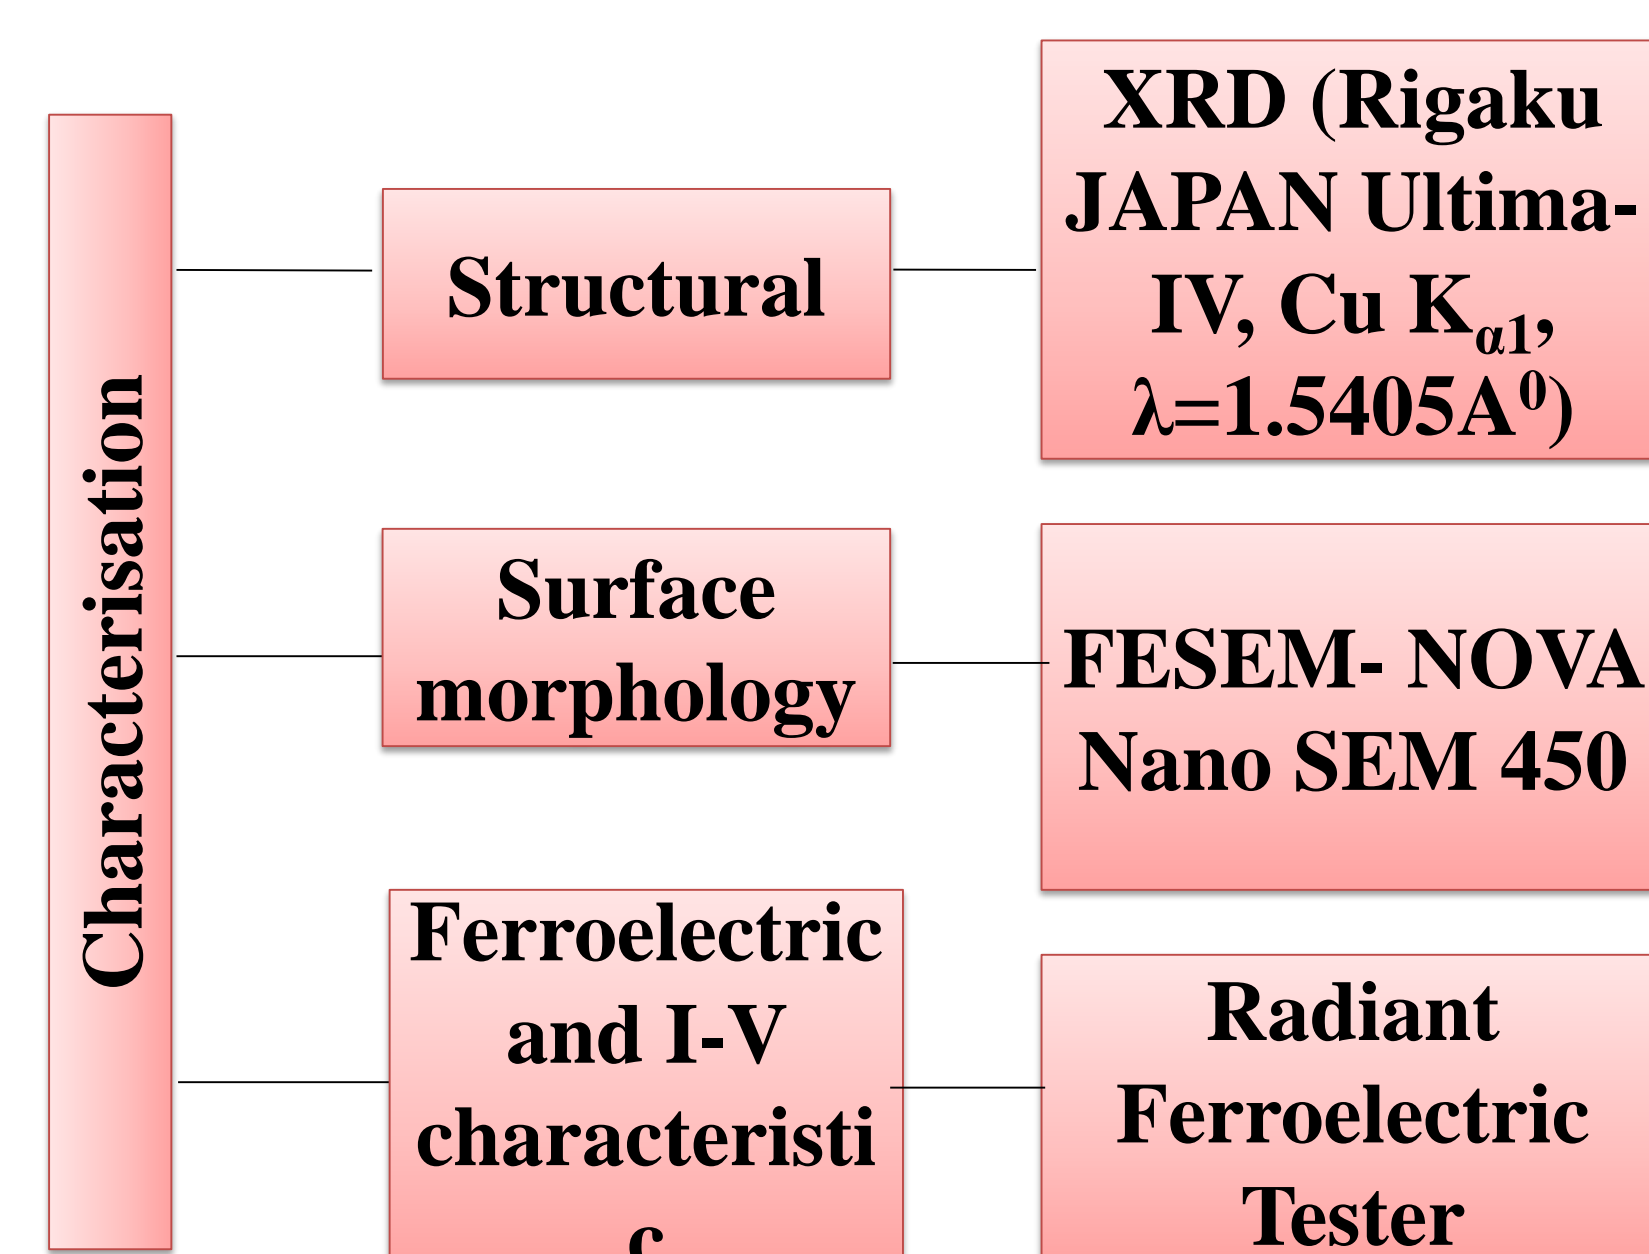 Characterisation
Structural
XRD (Rigaku
JAPAN Ultima-
IV, Cu Kα1,
λ=1.5405A⁰)
Surface
morphology
FESEM- NOVA
Nano SEM 450
Ferroelectric
and I-V
characteristi
c
Radiant
Ferroelectric
Tester